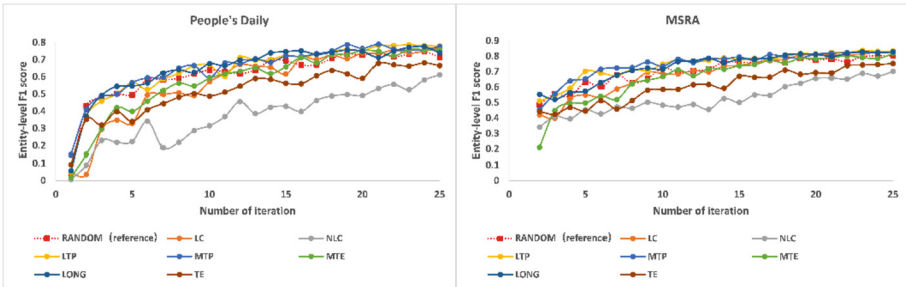 People's Daily
0.8
0.7
0.6
0.5
0.4
0.3
0.2
0.1
0
Entity-level F1 score
0 5 10 15 20 25
Number of iteration
RANDOM (reference) LC NLC
LTP MTP MTE
LONG TE
MSRA
0.9
0.8
0.7
0.6
0.5
0.4
0.3
0.2
0.1
0
Entity-level F1 score
0 5 10 15 20 25
Number of iteration
RANDOM (reference) LC NLC
LTP MTP MTE
LONG TE